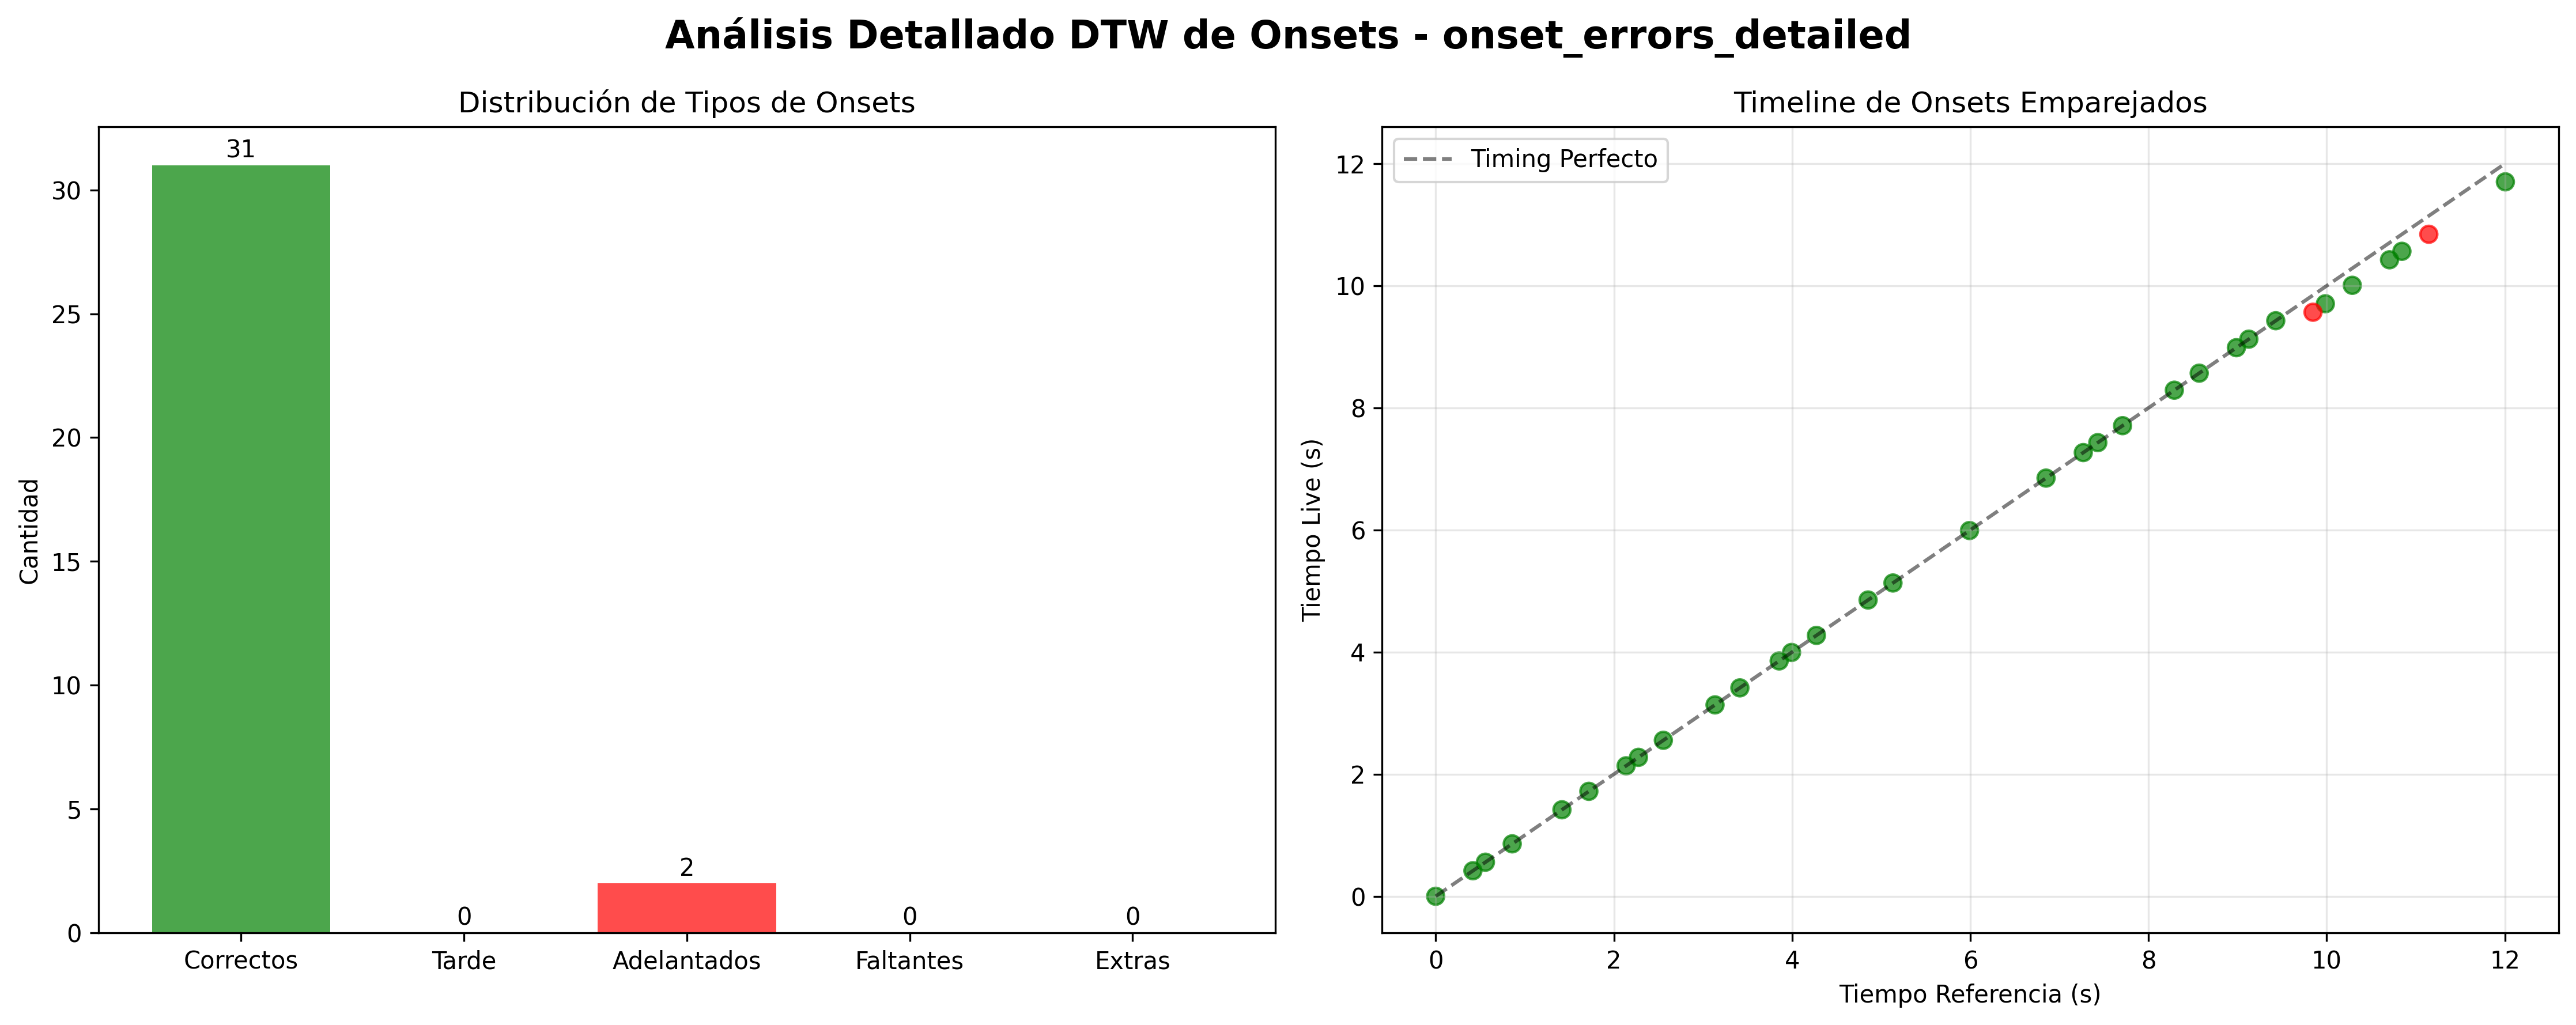 Análisis Detallado DTW de Onsets - onset_errors_detailed
Distribución de Tipos de Onsets
31
0
2
0
0
30
25
20
15
10
5
0
Cantidad
Correctos
Tarde
Adelantados
Faltantes
Extras
Timeline de Onsets Emparejados
Timing Perfecto
12
10
8
6
4
2
0
Tiempo Live (s)
0
2
4
6
8
10
12
Tiempo Referencia (s)